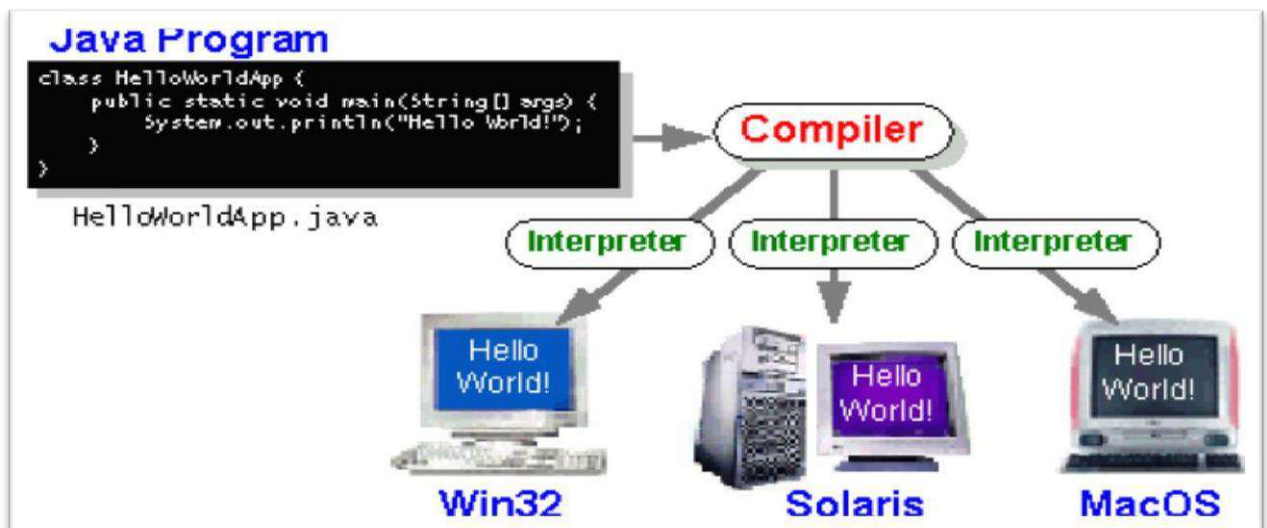 Java Program
class HelloWorldApp {
public static void main(String[] args) {
System.out.println("Hello World!");
}
}
HelloWorldApp.java
Compiler
Interpreter
Interpreter
Interpreter
Hello
World!
Hello
World!
Hello
World!
Win32
Solaris
MacOS